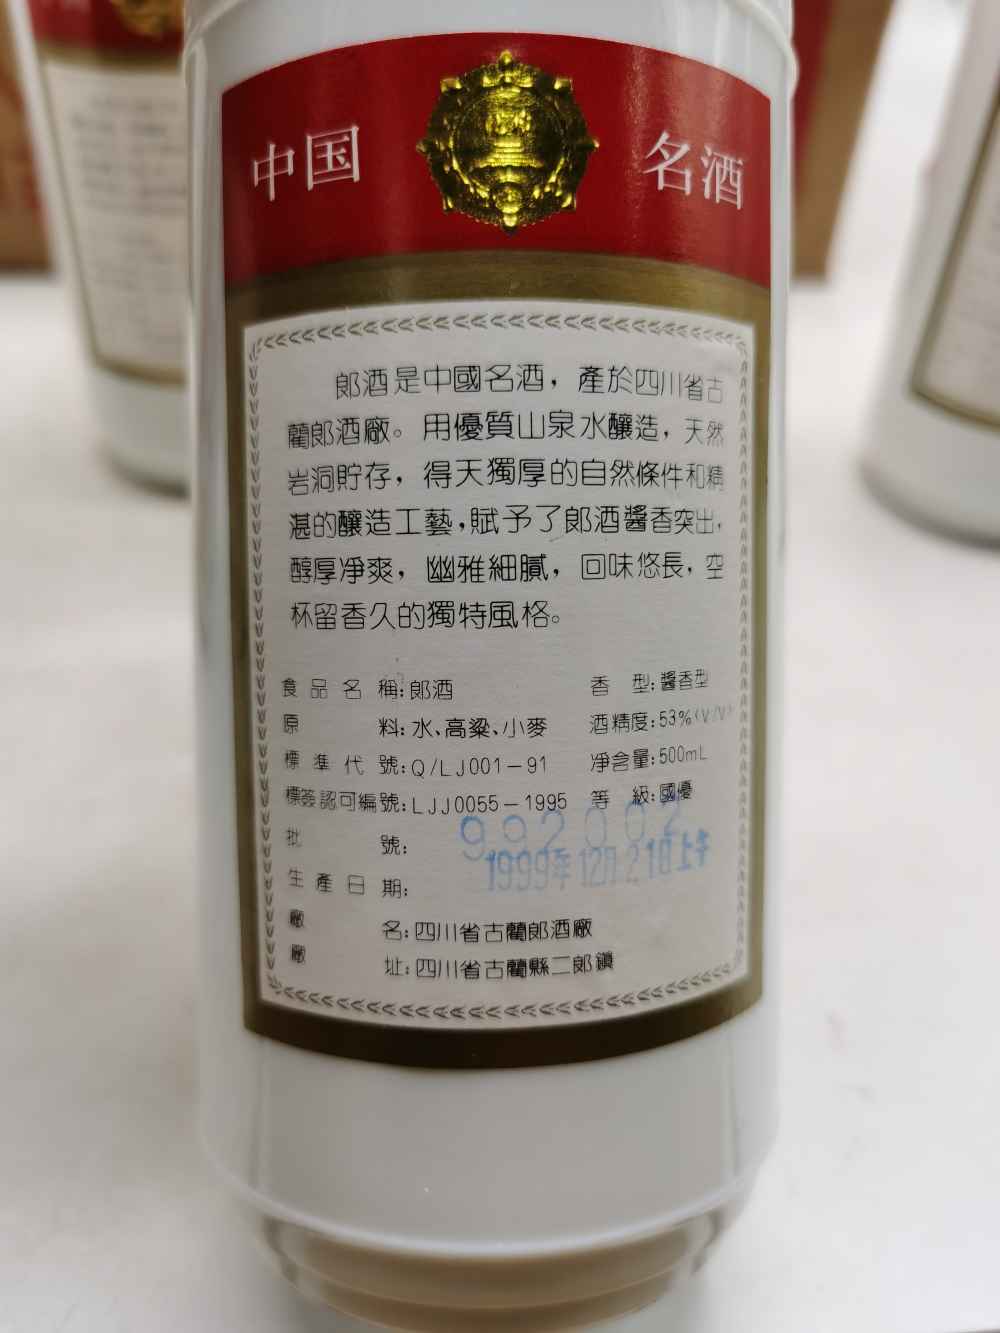 中国 名酒
郎酒是中國名酒，產於四川省古
藺郎酒廠。用優質山泉水釀造，天然
岩洞貯存，得天獨厚的自然條件和精
湛的釀造工藝，賦予了郎酒醬香突出，
醇厚凈爽，幽雅細膩，回味悠長，空
杯留香久的獨特風格。
食品名稱：郎酒 香型：醬香型
原料：水、高粱、小麥 酒精度：53%(V/V)
標準代號：Q/LJ001－91 凈含量：500mL
標簽認可編號：LJJ0055－1995 等級：國優
批號： 992002
生產日期： 1999年12月21日上午
廠名：四川省古藺郎酒廠
廠址：四川省古藺縣二郎鎮